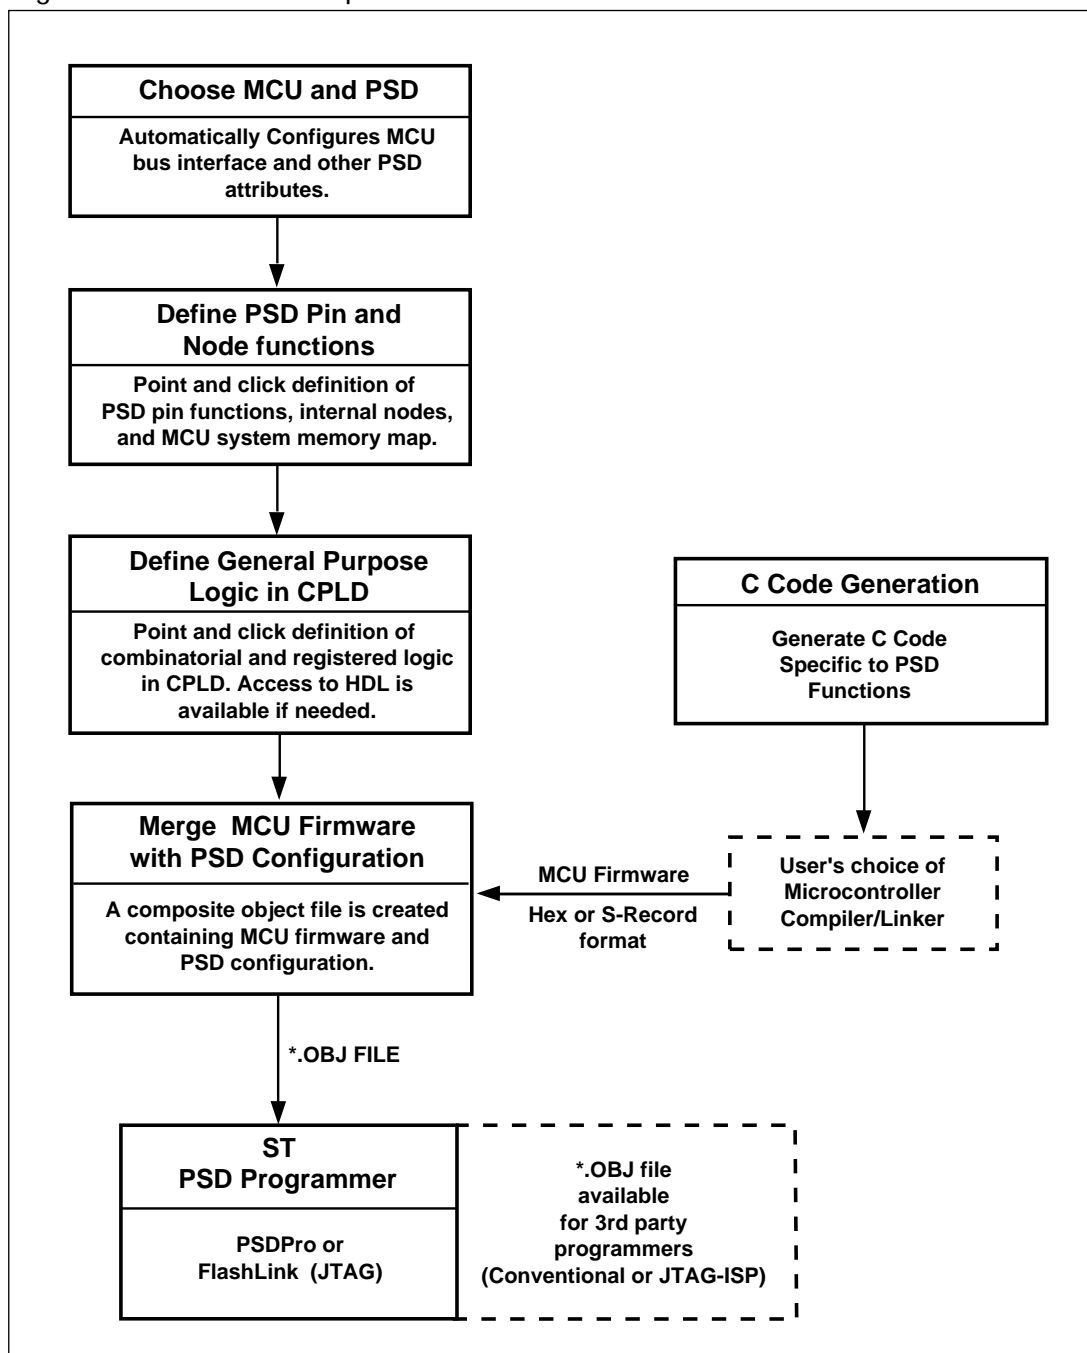 Choose MCU and PSD
Automatically Configures MCU
bus interface and other PSD
attributes.
Define PSD Pin and
Node functions
Point and click definition of
PSD pin functions, internal nodes,
and MCU system memory map.
Define General Purpose
Logic in CPLD
Point and click definition of
combinatorial and registered logic
in CPLD. Access to HDL is
available if needed.
C Code Generation
Generate C Code
Specific to PSD
Functions
Merge MCU Firmware
with PSD Configuration
A composite object file is created
containing MCU firmware and
PSD configuration.
MCU Firmware
Hex or S-Record
format
User's choice of
Microcontroller
Compiler/Linker
*.OBJ FILE
ST
PSD Programmer
PSDPro or
FlashLink (JTAG)
*.OBJ file
available
for 3rd party
programmers
(Conventional or JTAG-ISP)